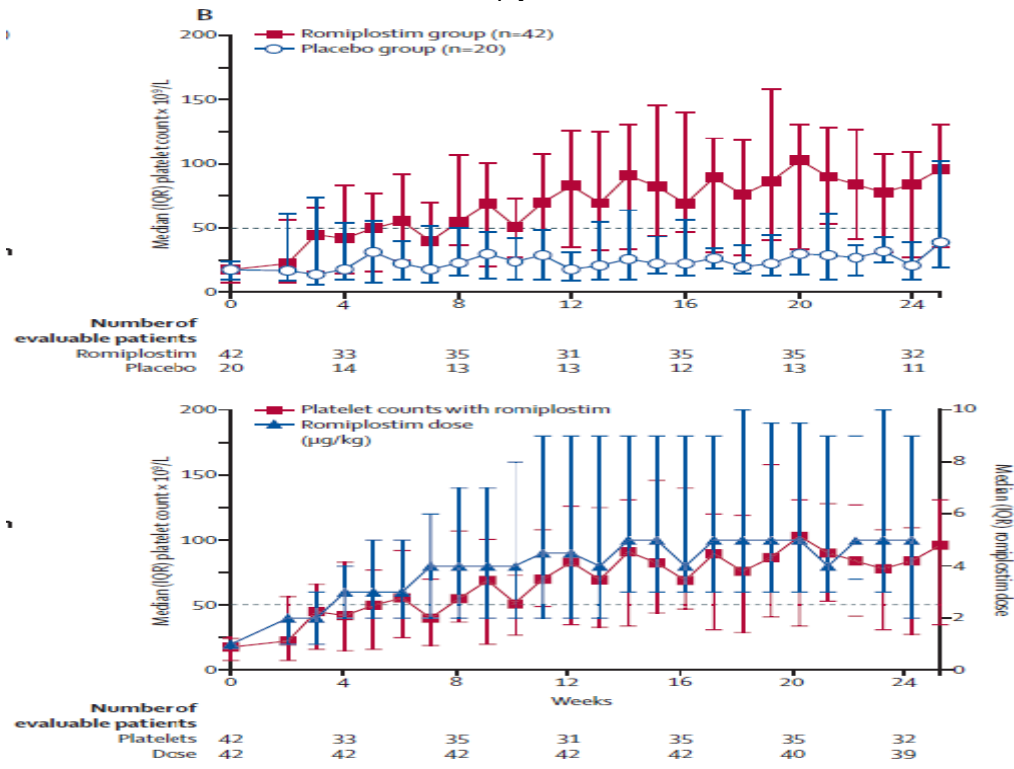 B
Romiplostim group (n=42)
Placebo group (n=20)
Median (IQR) platelet count × 10⁹/L
200
150
100
50
0
0 4 8 12 16 20 24
Number of
evaluable patients
Romiplostim 42 33 35 31 35 35 32
Placebo 20 14 13 13 12 13 11
Platelet counts with romiplostim
Romiplostim dose
(µg/kg)
Median (IQR) platelet count × 10⁹/L
200
150
100
50
0
10
8
6
4
2
0
Median (IQR) romiplostim dose
0 4 8 12 16 20 24
Weeks
Number of
evaluable patients
Platelets 42 33 35 31 35 35 32
Dose 42 42 42 42 42 40 39